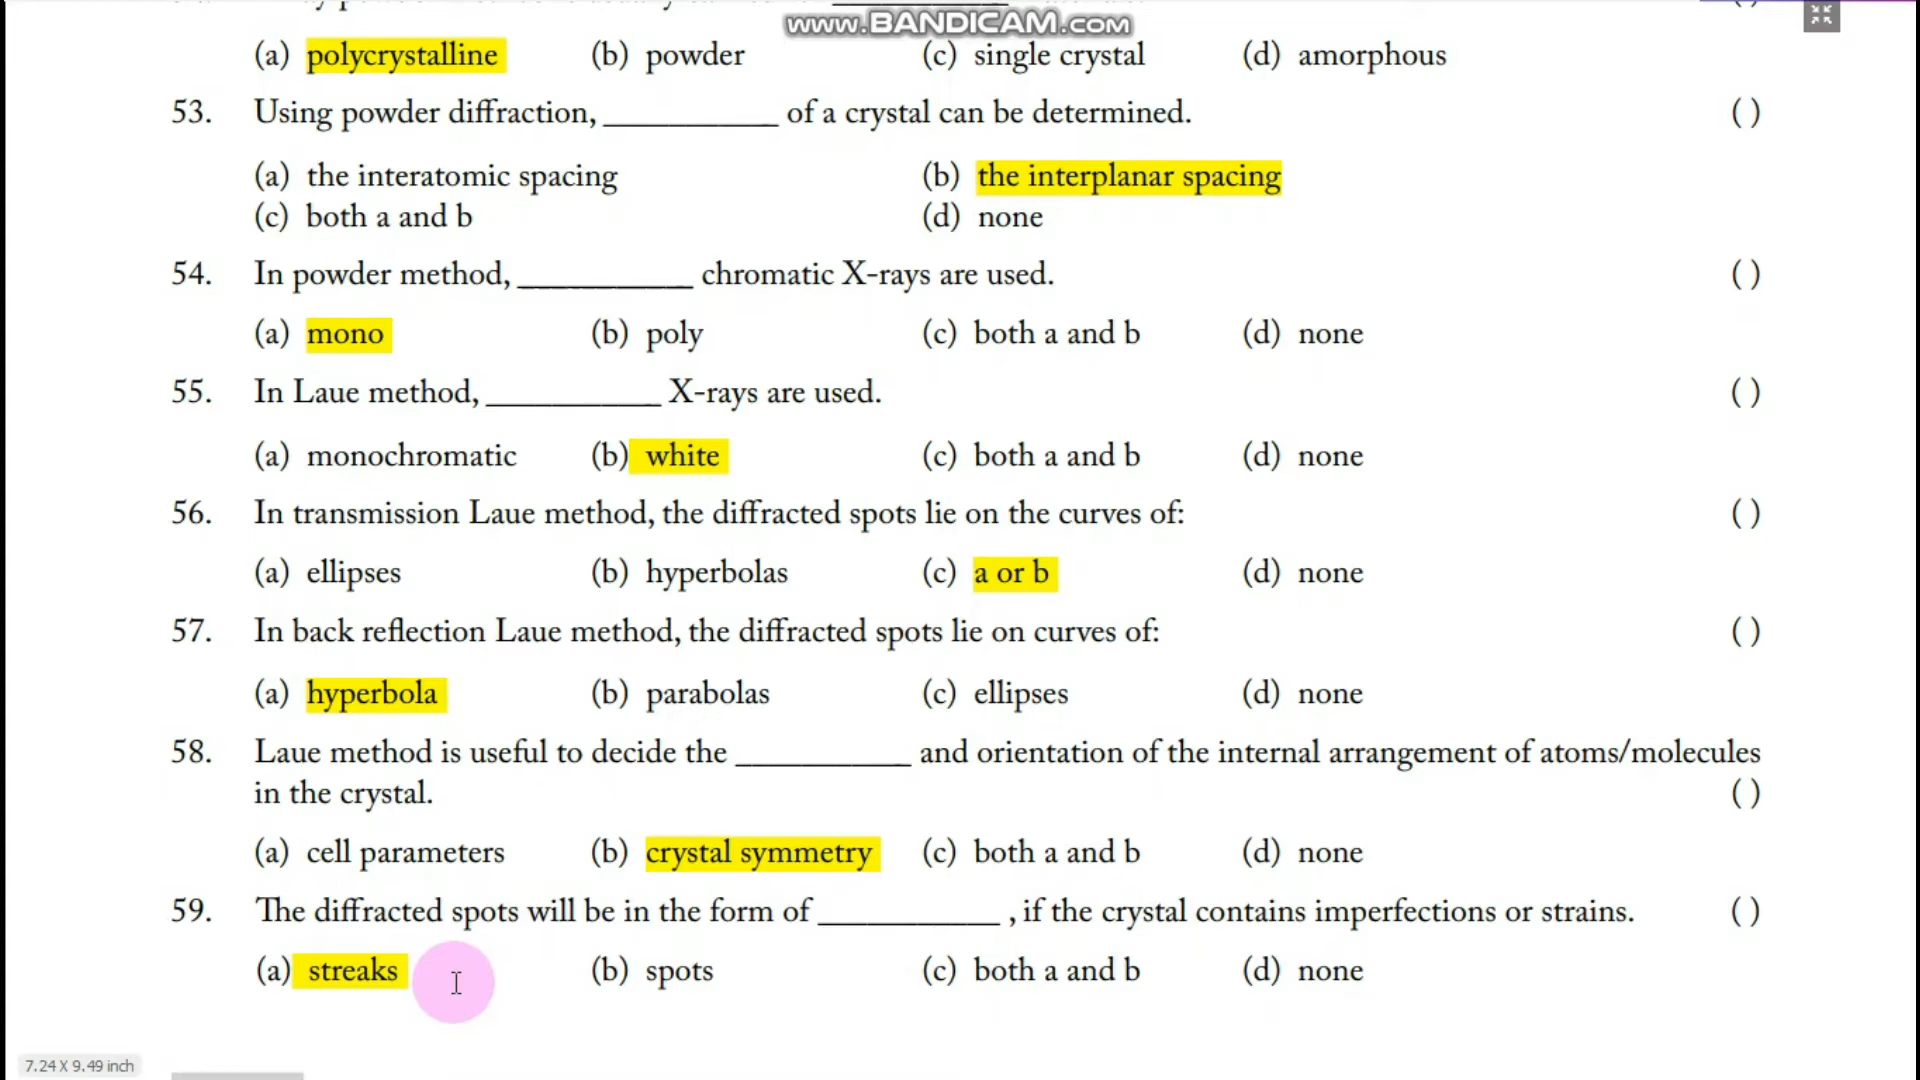 www.BANDICAM.com
(a) polycrystalline (b) powder (c) single crystal (d) amorphous
53. Using powder diffraction, __________ of a crystal can be determined. ( )
(a) the interatomic spacing (b) the interplanar spacing
(c) both a and b (d) none
54. In powder method, __________ chromatic X-rays are used. ( )
(a) mono (b) poly (c) both a and b (d) none
55. In Laue method, __________ X-rays are used. ( )
(a) monochromatic (b) white (c) both a and b (d) none
56. In transmission Laue method, the diffracted spots lie on the curves of: ( )
(a) ellipses (b) hyperbolas (c) a or b (d) none
57. In back reflection Laue method, the diffracted spots lie on curves of: ( )
(a) hyperbola (b) parabolas (c) ellipses (d) none
58. Laue method is useful to decide the __________ and orientation of the internal arrangement of atoms/molecules
in the crystal. ( )
(a) cell parameters (b) crystal symmetry (c) both a and b (d) none
59. The diffracted spots will be in the form of __________ , if the crystal contains imperfections or strains. ( )
(a) streaks (b) spots (c) both a and b (d) none
7.24 X 9.49 inch